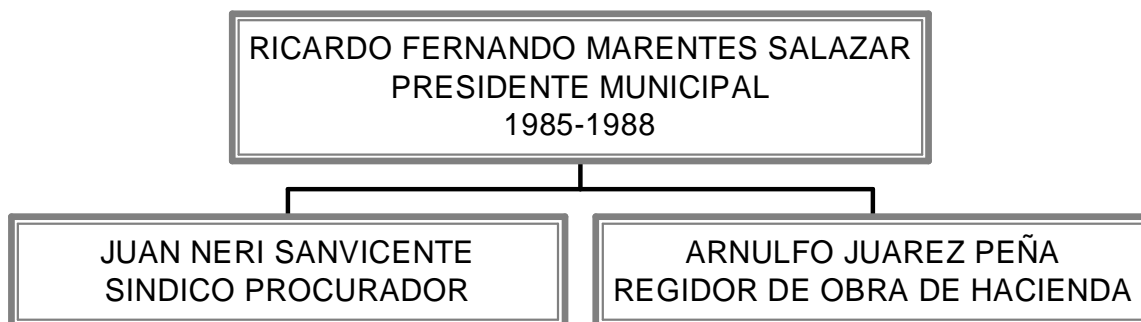 RICARDO FERNANDO MARENTES SALAZAR
PRESIDENTE MUNICIPAL
1985-1988
JUAN NERI SANVICENTE
SINDICO PROCURADOR
ARNULFO JUAREZ PEÑA
REGIDOR DE OBRA DE HACIENDA